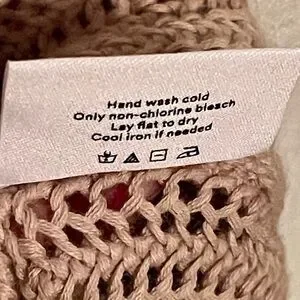 Hand wash cold
Only non-chlorine bleach
Lay flat to dry
Cool iron if needed